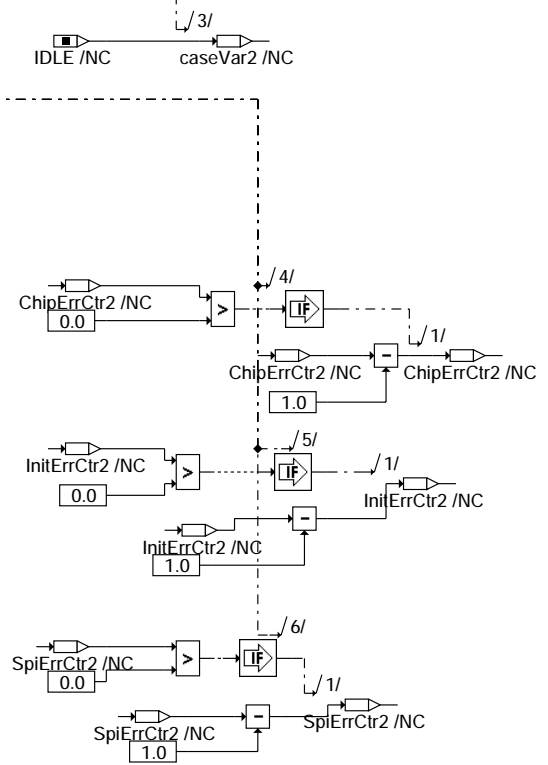 /3/
IDLE /NC
caseVar2 /NC
/4/
ChipErrCtr2 /NC
>
IF
0.0
/1/
ChipErrCtr2 /NC
-
ChipErrCtr2 /NC
1.0
/5/
InitErrCtr2 /NC
>
IF
/1/
0.0
InitErrCtr2 /NC
-
InitErrCtr2 /NC
1.0
/6/
SpiErrCtr2 /NC
>
IF
0.0
/1/
SpiErrCtr2 /NC
-
SpiErrCtr2 /NC
1.0